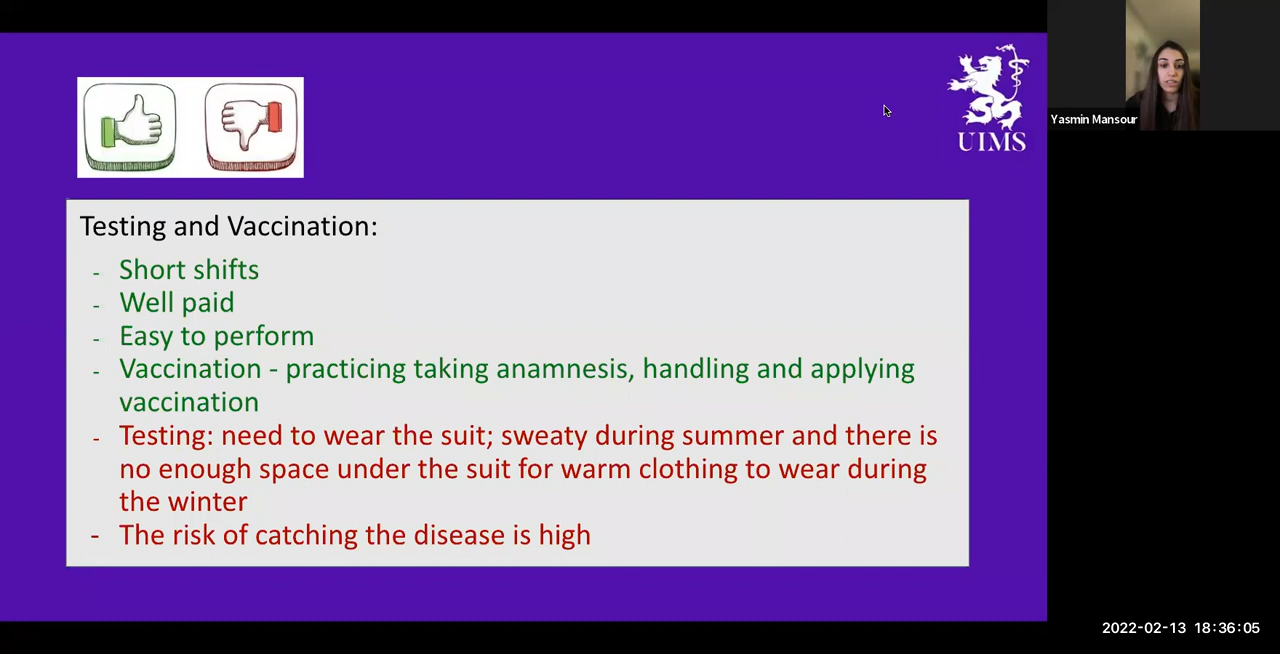 UIMS
Yasmin Mansour
Testing and Vaccination:
- Short shifts
- Well paid
- Easy to perform
- Vaccination - practicing taking anamnesis, handling and applying
vaccination
- Testing: need to wear the suit; sweaty during summer and there is
no enough space under the suit for warm clothing to wear during
the winter
- The risk of catching the disease is high
2022-02-13 18:36:05